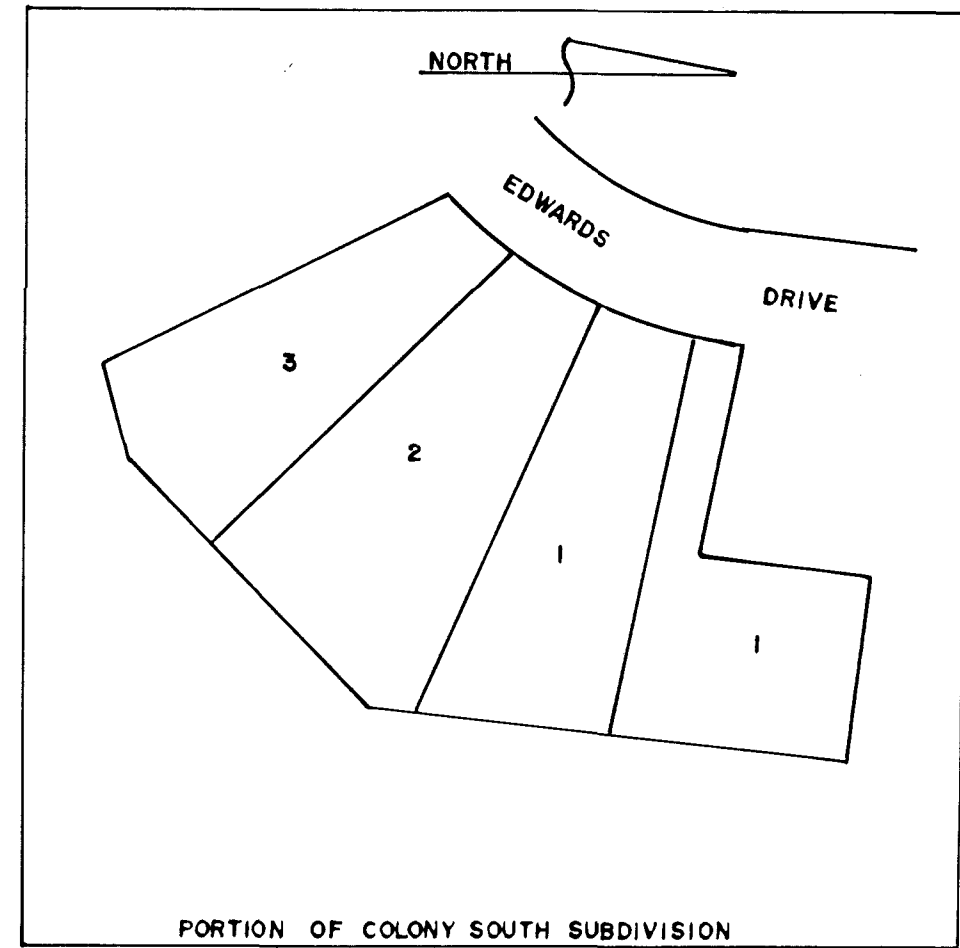 NORTH
EDWARDS
DRIVE
3
2
1
1
PORTION OF COLONY SOUTH SUBDIVISION